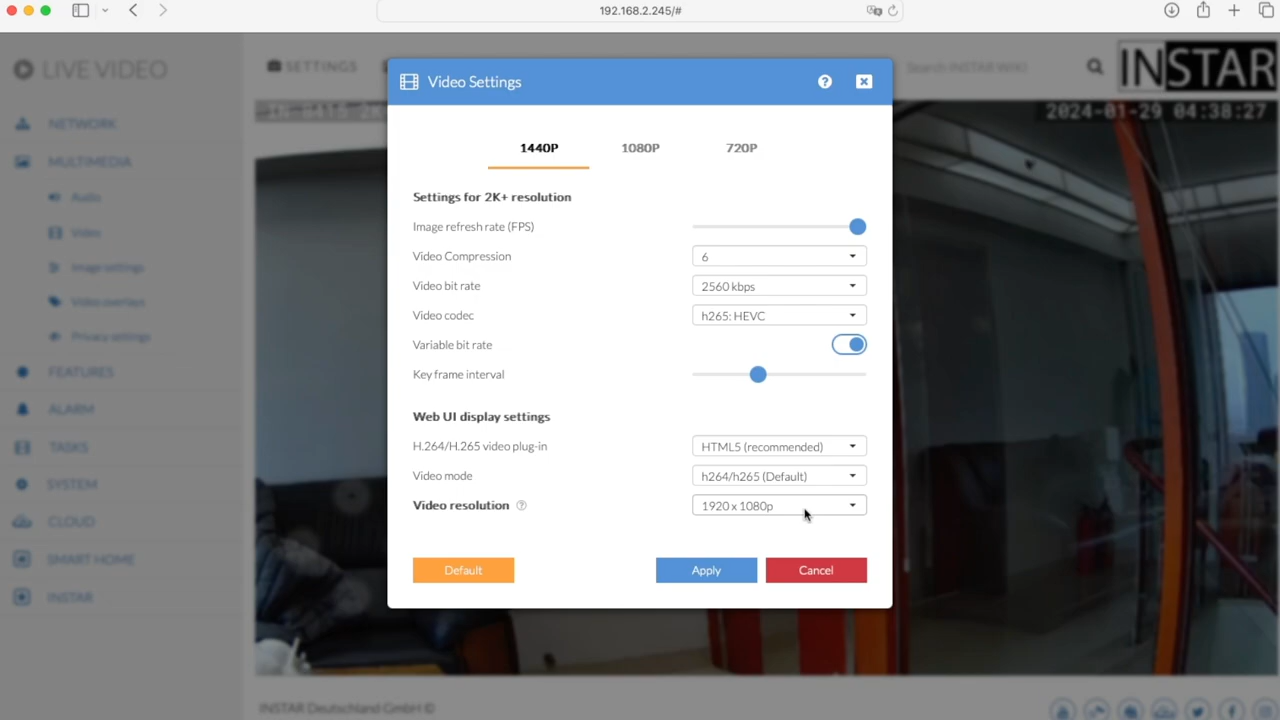 192.168.2.245/#
LIVE VIDEO
SETTINGS
Search INSTAR WIKI
INSTAR
2024-01-29 04:38:27
NETWORK
MULTIMEDIA
Audio
Video
Image settings
Video overlays
Privacy settings
FEATURES
ALARM
TASKS
SYSTEM
CLOUD
SMART HOME
INSTAR
Video Settings
1440P 1080P 720P
Settings for 2K+ resolution
Image refresh rate (FPS)
Video Compression 6
Video bit rate 2560 kbps
Video codec h265: HEVC
Variable bit rate
Key frame interval
Web UI display settings
H.264/H.265 video plug-in HTML5 (recommended)
Video mode h264/h265 (Default)
Video resolution 1920 x 1080p
Default Apply Cancel
INSTAR Deutschland GmbH ©